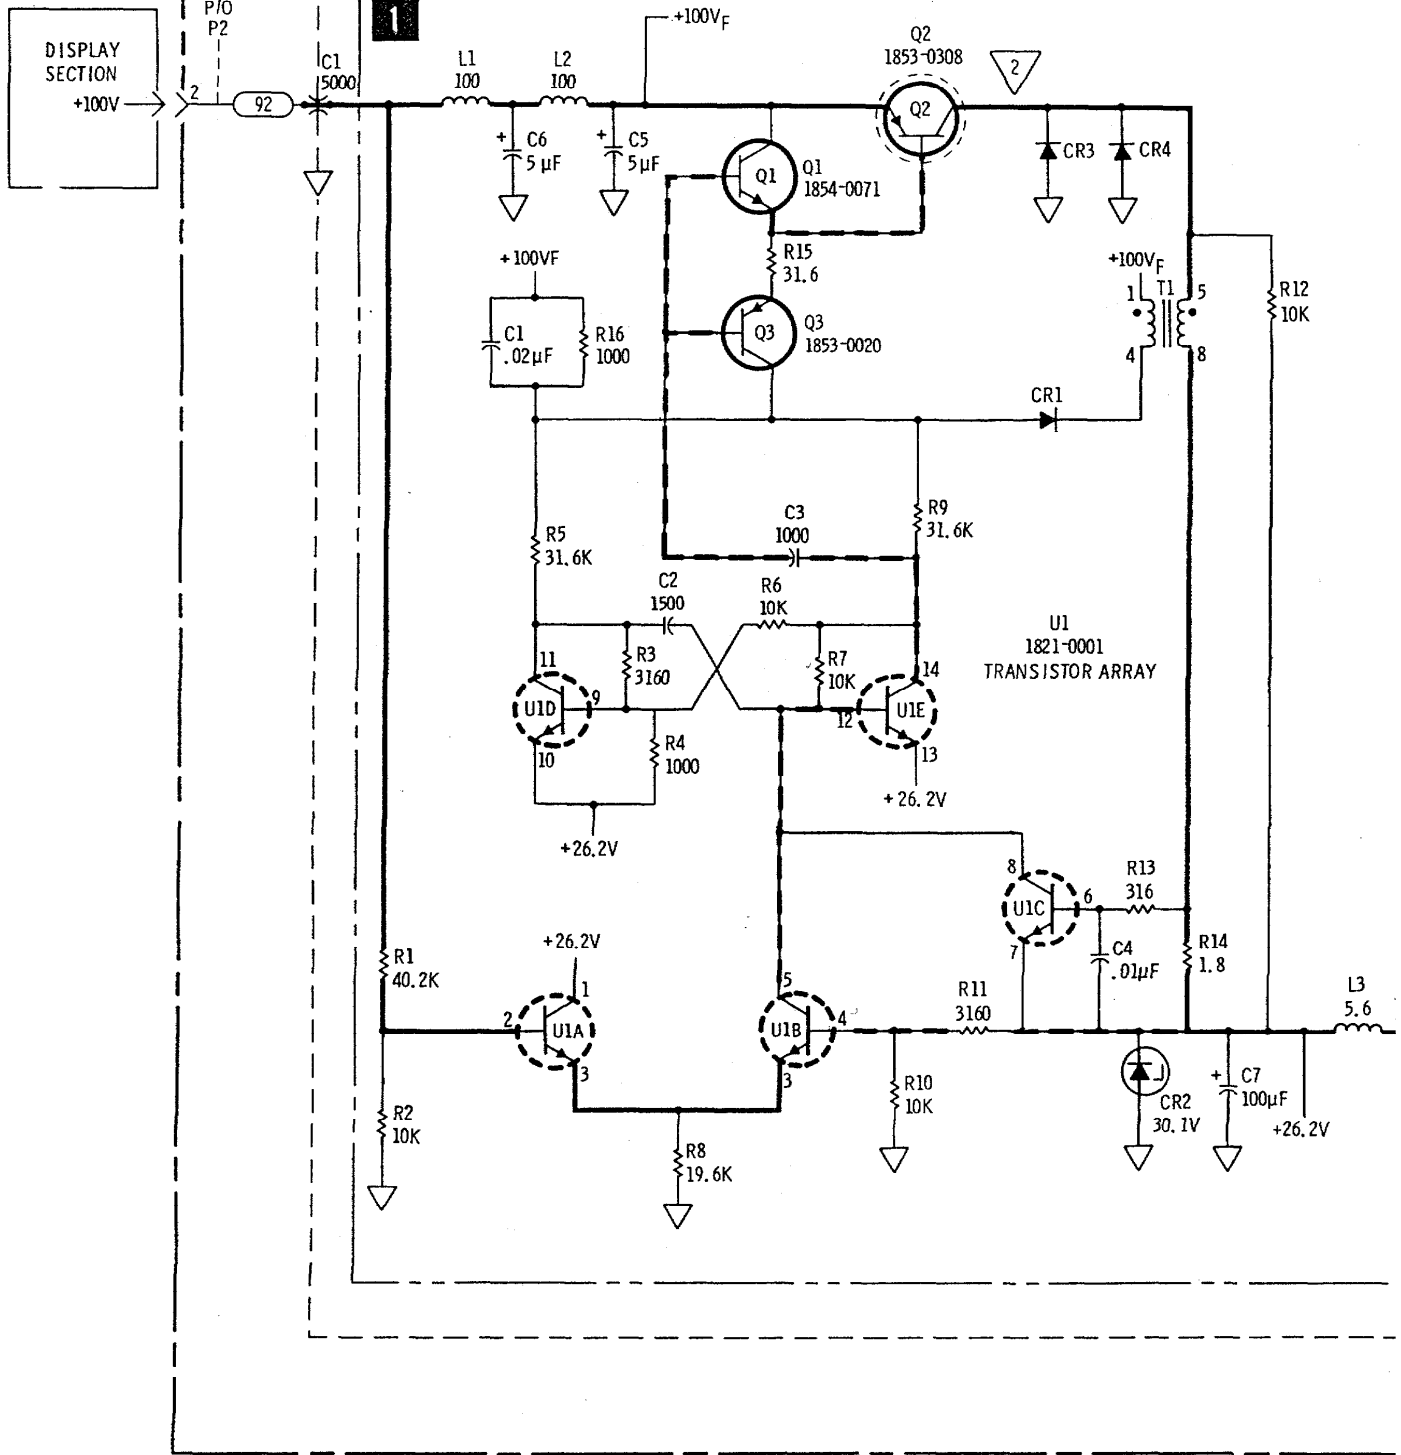 P/O
P2
1
+100VF
Q2
1853-0308
DISPLAY
SECTION
+100V
2
92
C1
5000
L1
100
L2
100
2
Q2
+
C6
5 µF
+
C5
5 µF
Q1
Q1
1854-0071
CR3
CR4
R15
31.6
+100VF
+100VF
T1
1
5
4
8
R12
10K
C1
.02µF
R16
1000
Q3
Q3
1853-0020
CR1
R5
31.6K
C3
1000
R9
31.6K
C2
1500
R6
10K
U1
1821-0001
TRANSISTOR ARRAY
11
R3
3160
R7
10K
14
U1D
9
12
U1E
10
R4
1000
13
+26.2V
+26.2V
8
U1C
6
R13
316
7
C4
.01µF
R14
1.8
R1
40.2K
+26.2V
1
2
U1A
3
5
U1B
4
3
R11
3160
L3
5.6
R10
10K
CR2
30.1V
+
C7
100µF
+26.2V
R2
10K
R8
19.6K